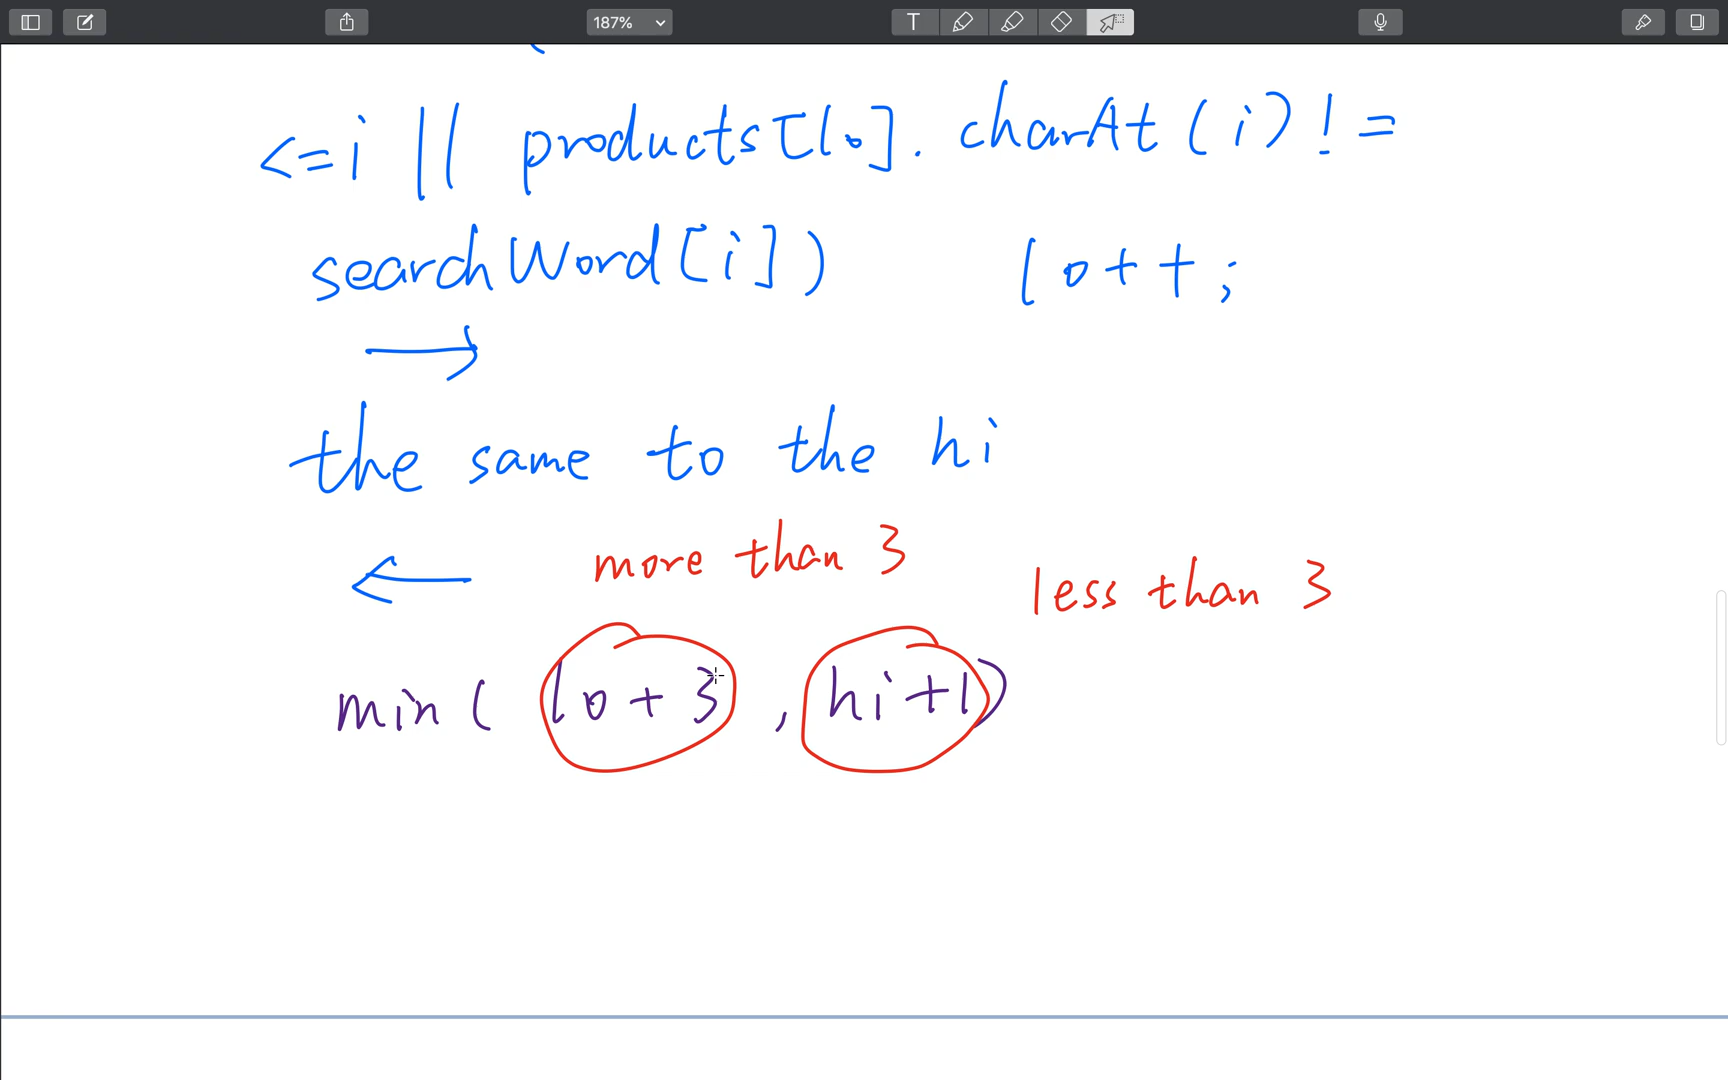 187%
T
<=i || products[lo]. charAt (i) !=
searchWord[i]) lo++;
the same to the hi
more than 3
less than 3
min ( lo + 3 , hi +1)